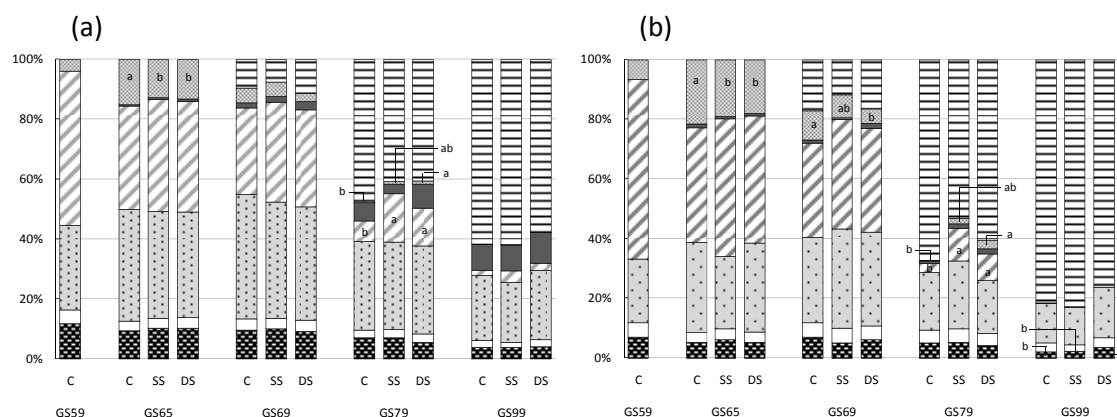 (a) (b)
100% 100%
a b b a b b
80% 80%
a ab b
60% 60%
ab a b
ab a b
40% 40%
b a a
b a a
20% 20%
b b
0% 0%
C C SS DS C SS DS C SS DS C SS DS C C SS DS C SS DS C SS DS C SS DS
GS59 GS65 GS69 GS79 GS99 GS59 GS65 GS69 GS79 GS99